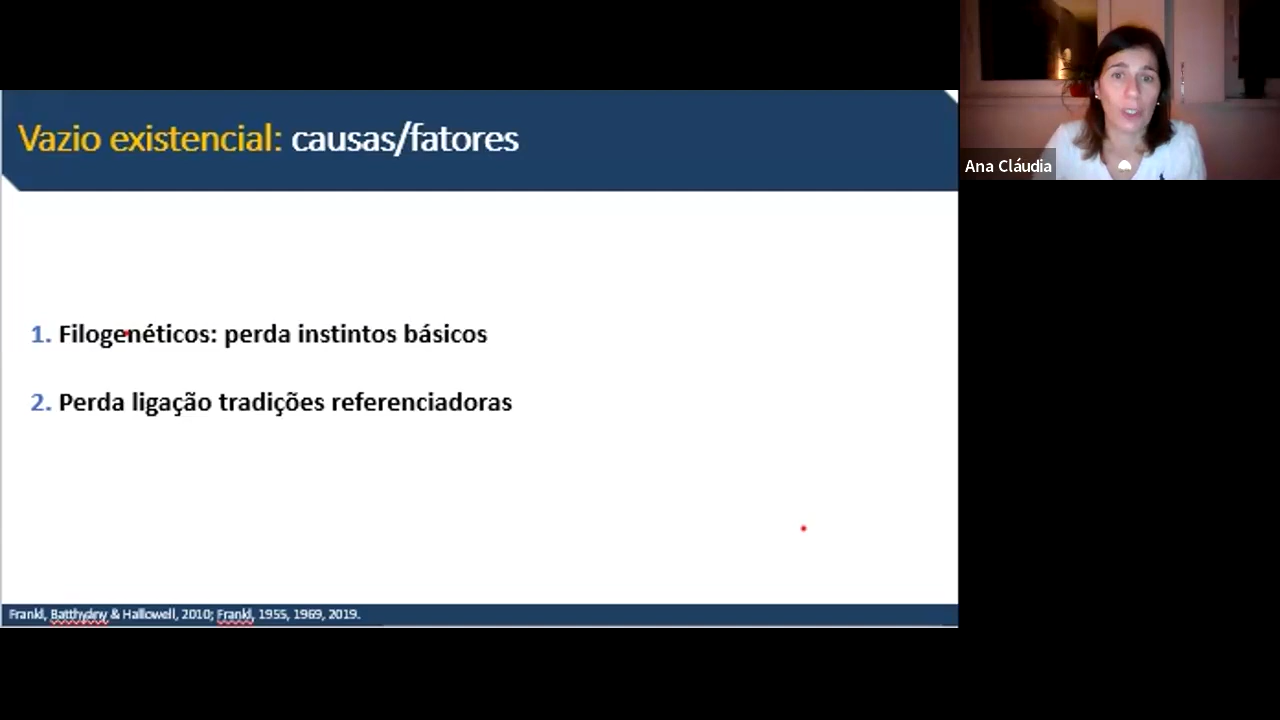 Vazio existencial: causas/fatores
Ana Cláudia
1. Filogenéticos: perda instintos básicos
2. Perda ligação tradições referenciadoras
Frankl, Batthyány & Hallowell, 2010; Frankl, 1955, 1969, 2019.